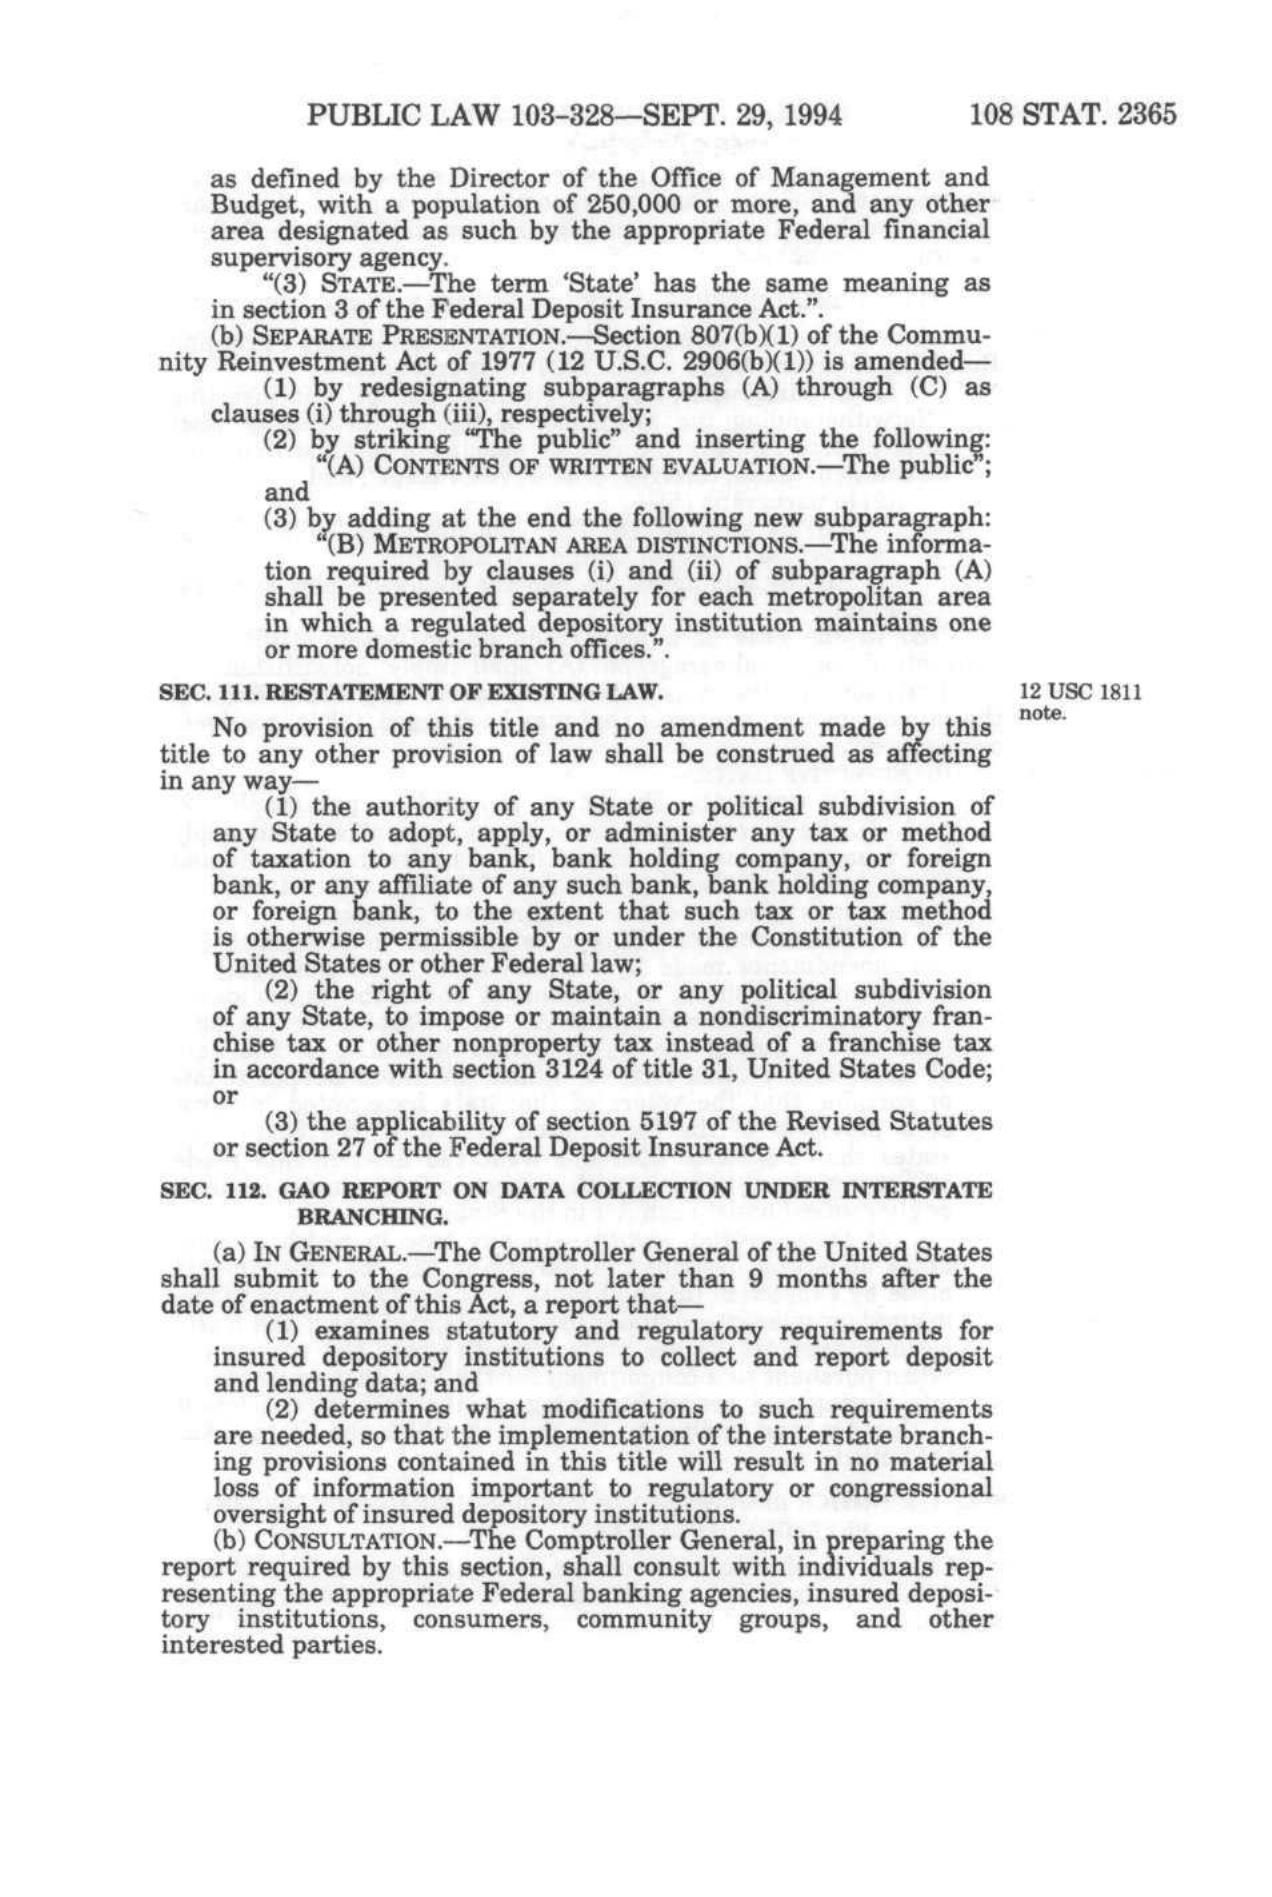 PUBLIC LAW 103–328—SEPT. 29, 1994 108 STAT. 2365
as defined by the Director of the Office of Management and
Budget, with a population of 250,000 or more, and any other
area designated as such by the appropriate Federal financial
supervisory agency.
“(3) STATE.—The term ‘State’ has the same meaning as
in section 3 of the Federal Deposit Insurance Act.”.
(b) SEPARATE PRESENTATION.—Section 807(b)(1) of the Commu-
nity Reinvestment Act of 1977 (12 U.S.C. 2906(b)(1)) is amended—
(1) by redesignating subparagraphs (A) through (C) as
clauses (i) through (iii), respectively;
(2) by striking “The public” and inserting the following:
“(A) CONTENTS OF WRITTEN EVALUATION.—The public”;
and
(3) by adding at the end the following new subparagraph:
“(B) METROPOLITAN AREA DISTINCTIONS.—The informa-
tion required by clauses (i) and (ii) of subparagraph (A)
shall be presented separately for each metropolitan area
in which a regulated depository institution maintains one
or more domestic branch offices.”.
SEC. 111. RESTATEMENT OF EXISTING LAW.
12 USC 1811
note.
No provision of this title and no amendment made by this
title to any other provision of law shall be construed as affecting
in any way—
(1) the authority of any State or political subdivision of
any State to adopt, apply, or administer any tax or method
of taxation to any bank, bank holding company, or foreign
bank, or any affiliate of any such bank, bank holding company,
or foreign bank, to the extent that such tax or tax method
is otherwise permissible by or under the Constitution of the
United States or other Federal law;
(2) the right of any State, or any political subdivision
of any State, to impose or maintain a nondiscriminatory fran-
chise tax or other nonproperty tax instead of a franchise tax
in accordance with section 3124 of title 31, United States Code;
or
(3) the applicability of section 5197 of the Revised Statutes
or section 27 of the Federal Deposit Insurance Act.
SEC. 112. GAO REPORT ON DATA COLLECTION UNDER INTERSTATE
BRANCHING.
(a) IN GENERAL.—The Comptroller General of the United States
shall submit to the Congress, not later than 9 months after the
date of enactment of this Act, a report that—
(1) examines statutory and regulatory requirements for
insured depository institutions to collect and report deposit
and lending data; and
(2) determines what modifications to such requirements
are needed, so that the implementation of the interstate branch-
ing provisions contained in this title will result in no material
loss of information important to regulatory or congressional
oversight of insured depository institutions.
(b) CONSULTATION.—The Comptroller General, in preparing the
report required by this section, shall consult with individuals rep-
resenting the appropriate Federal banking agencies, insured deposi-
tory institutions, consumers, community groups, and other
interested parties.